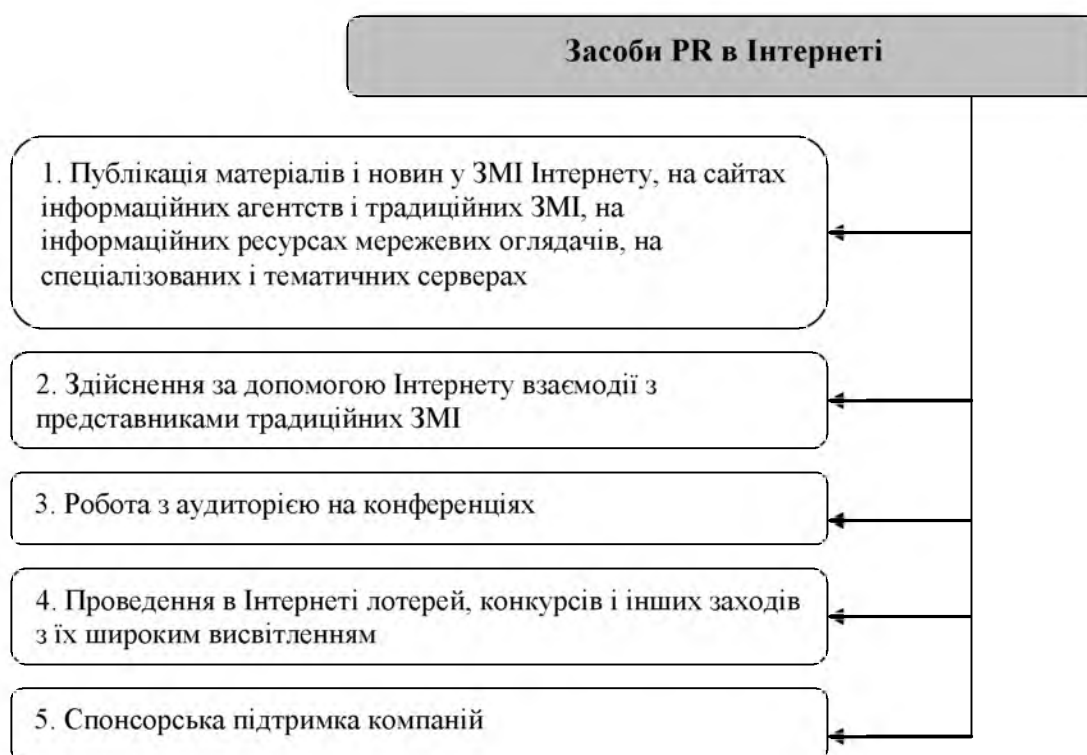 Засоби PR в Інтернеті
1. Публікація матеріалів і новин у ЗМІ Інтернету, на сайтах
інформаційних агентств і традиційних ЗМІ, на
інформаційних ресурсах мережевих оглядачів, на
спеціалізованих і тематичних серверах
2. Здійснення за допомогою Інтернету взаємодії з
представниками традиційних ЗМІ
3. Робота з аудиторією на конференціях
4. Проведення в Інтернеті лотерей, конкурсів і інших заходів
з їх широким висвітленням
5. Спонсорська підтримка компаній